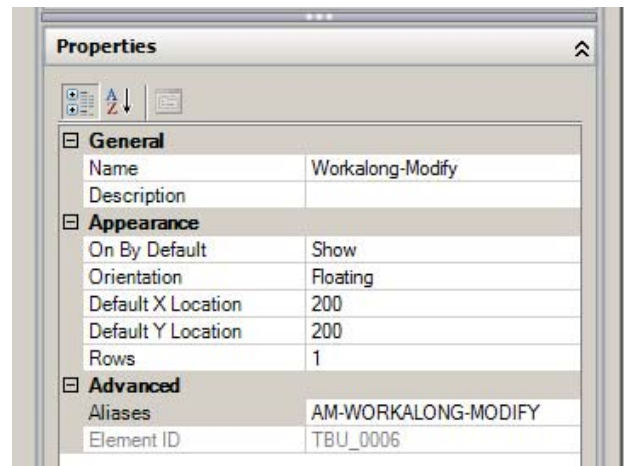 Properties
General
Name Workalong-Modify
Description
Appearance
On By Default Show
Orientation Floating
Default X Location 200
Default Y Location 200
Rows 1
Advanced
Aliases AM-WORKALONG-MODIFY
Element ID TBU_0006